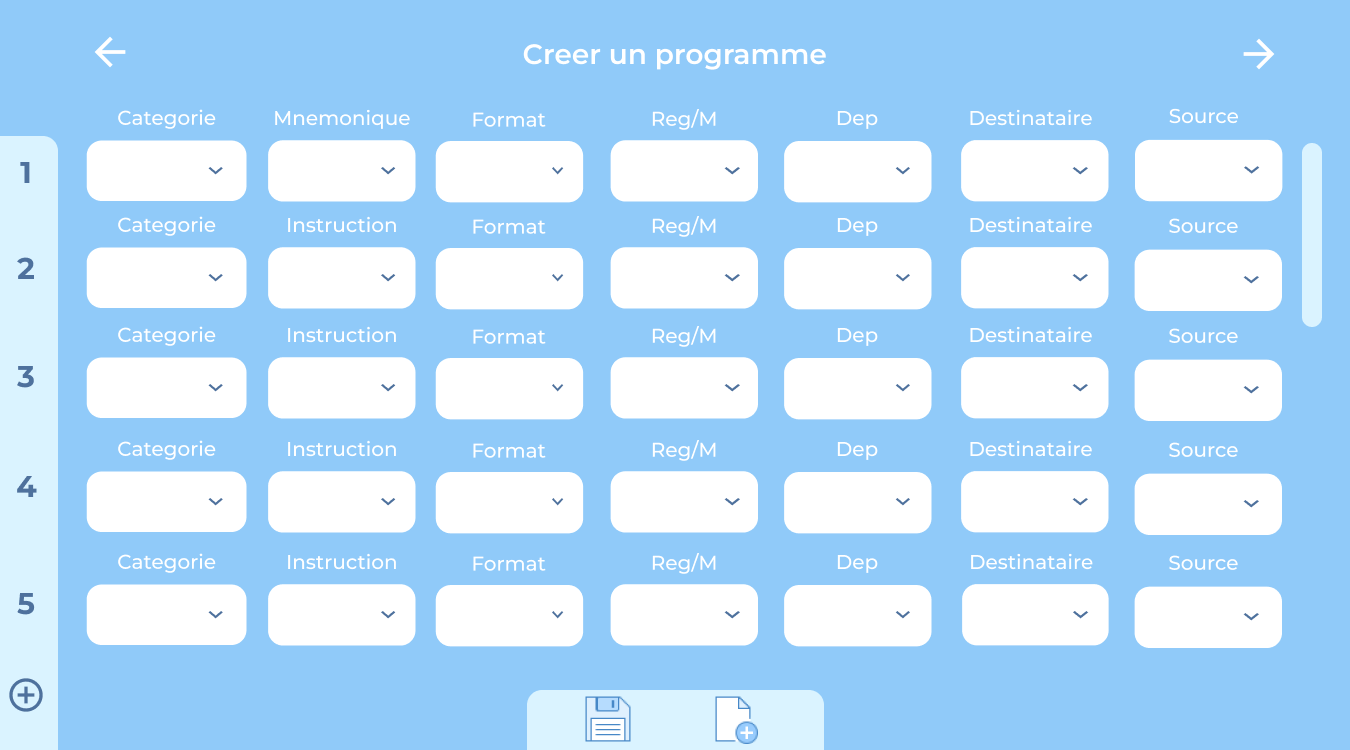 Creer un programme
Categorie Mnemonique Format Reg/M Dep Destinataire Source
1
Categorie Instruction Format Reg/M Dep Destinataire Source
2
Categorie Instruction Format Reg/M Dep Destinataire Source
3
Categorie Instruction Format Reg/M Dep Destinataire Source
4
Categorie Instruction Format Reg/M Dep Destinataire Source
5